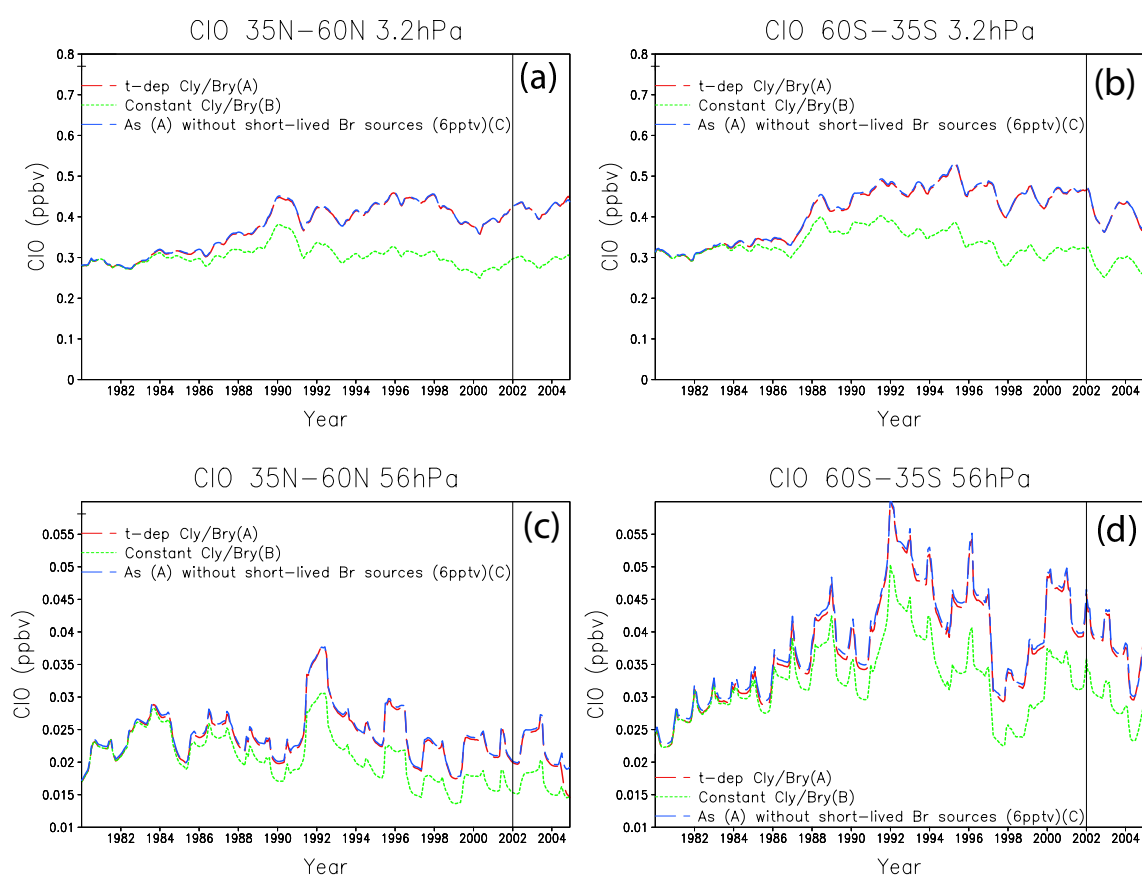 ClO 35N−60N 3.2hPa
(a)
t−dep Cly/Bry(A)
Constant Cly/Bry(B)
As (A) without short−lived Br sources (6pptv)(C)
0.8
0.7
0.6
0.5
0.4
0.3
0.2
0.1
0
ClO (ppbv)
1982 1984 1986 1988 1990 1992 1994 1996 1998 2000 2002 2004
Year
ClO 60S−35S 3.2hPa
(b)
t−dep Cly/Bry(A)
Constant Cly/Bry(B)
As (A) without short−lived Br sources (6pptv)(C)
0.8
0.7
0.6
0.5
0.4
0.3
0.2
0.1
0
ClO (ppbv)
1982 1984 1986 1988 1990 1992 1994 1996 1998 2000 2002 2004
Year
ClO 35N−60N 56hPa
(c)
t−dep Cly/Bry(A)
Constant Cly/Bry(B)
As (A) without short−lived Br sources (6pptv)(C)
0.055
0.05
0.045
0.04
0.035
0.03
0.025
0.02
0.015
0.01
ClO (ppbv)
1982 1984 1986 1988 1990 1992 1994 1996 1998 2000 2002 2004
Year
ClO 60S−35S 56hPa
(d)
0.055
0.05
0.045
0.04
0.035
0.03
0.025
0.02
0.015
0.01
ClO (ppbv)
t−dep Cly/Bry(A)
Constant Cly/Bry(B)
As (A) without short−lived Br sources (6pptv)(C)
1982 1984 1986 1988 1990 1992 1994 1996 1998 2000 2002 2004
Year